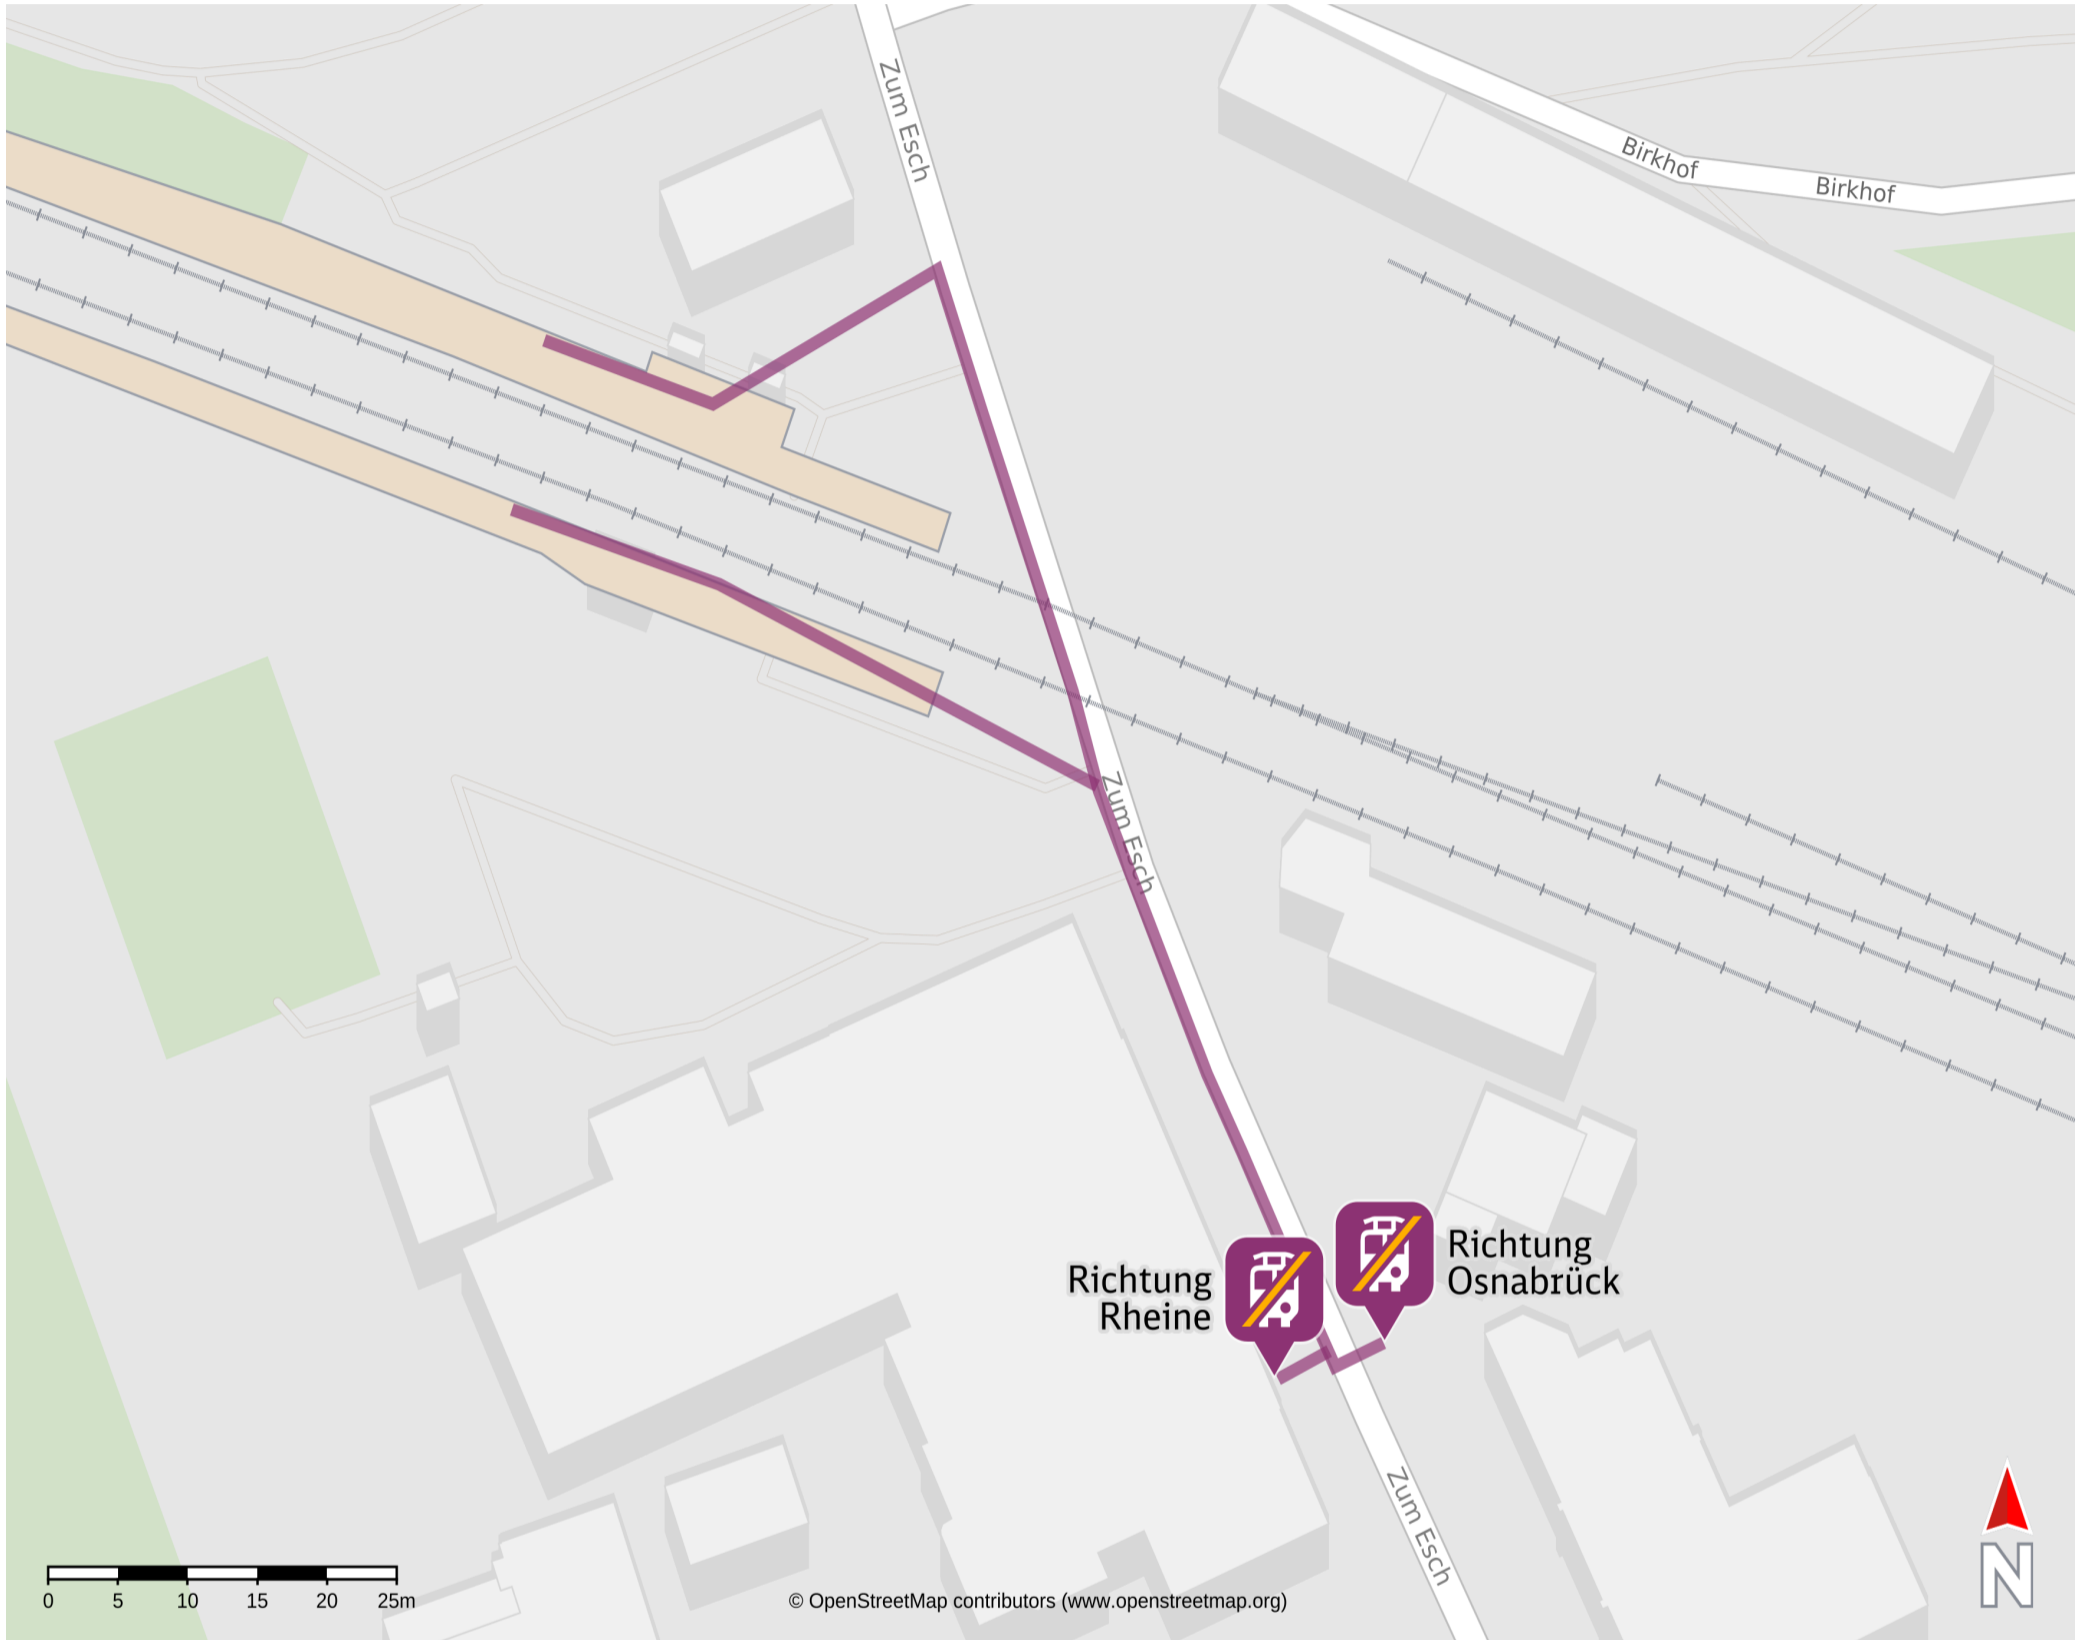 Zum Esch
Birkhof
Birkhof
Zum Esch
Richtung
Osnabrück
Richtung
Rheine
Zum Esch
N
0 5 10 15 20 25m
© OpenStreetMap contributors (www.openstreetmap.org)